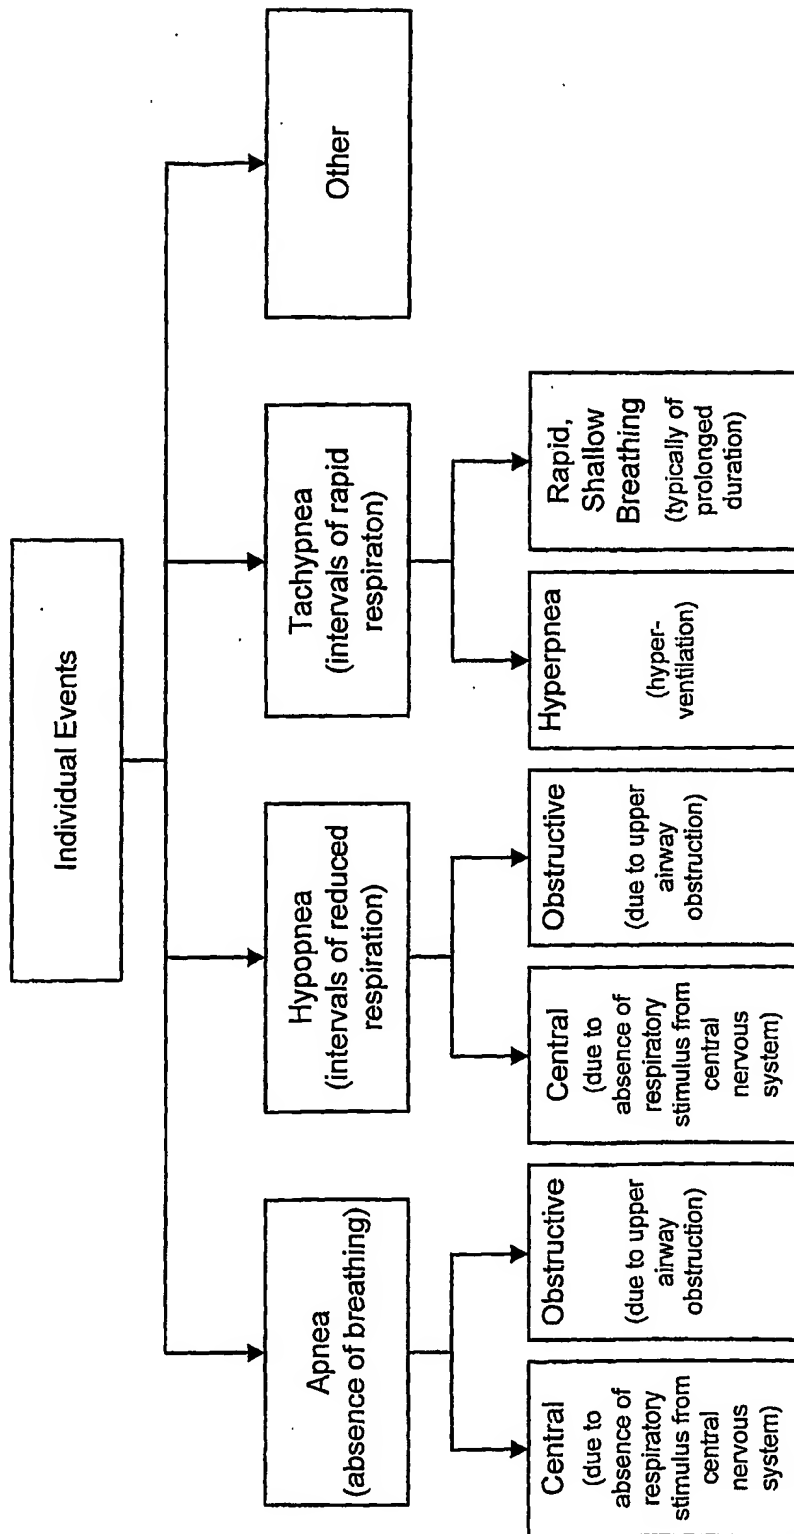 Individual Events
Apnea
(absence of breathing)
Hypopnea
(intervals of reduced
respiration)
Tachypnea
(intervals of rapid
respiraton)
Other
Central
(due to
absence of
respiratory
stimulus from
central
nervous
system)
Obstructive
(due to upper
airway
obstruction)
Central
(due to
absence of
respiratory
stimulus from
central
nervous
system)
Obstructive
(due to upper
airway
obstruction)
Hyperpnea
(hyper-
ventilation)
Rapid,
Shallow
Breathing
(typically of
prolonged
duration)